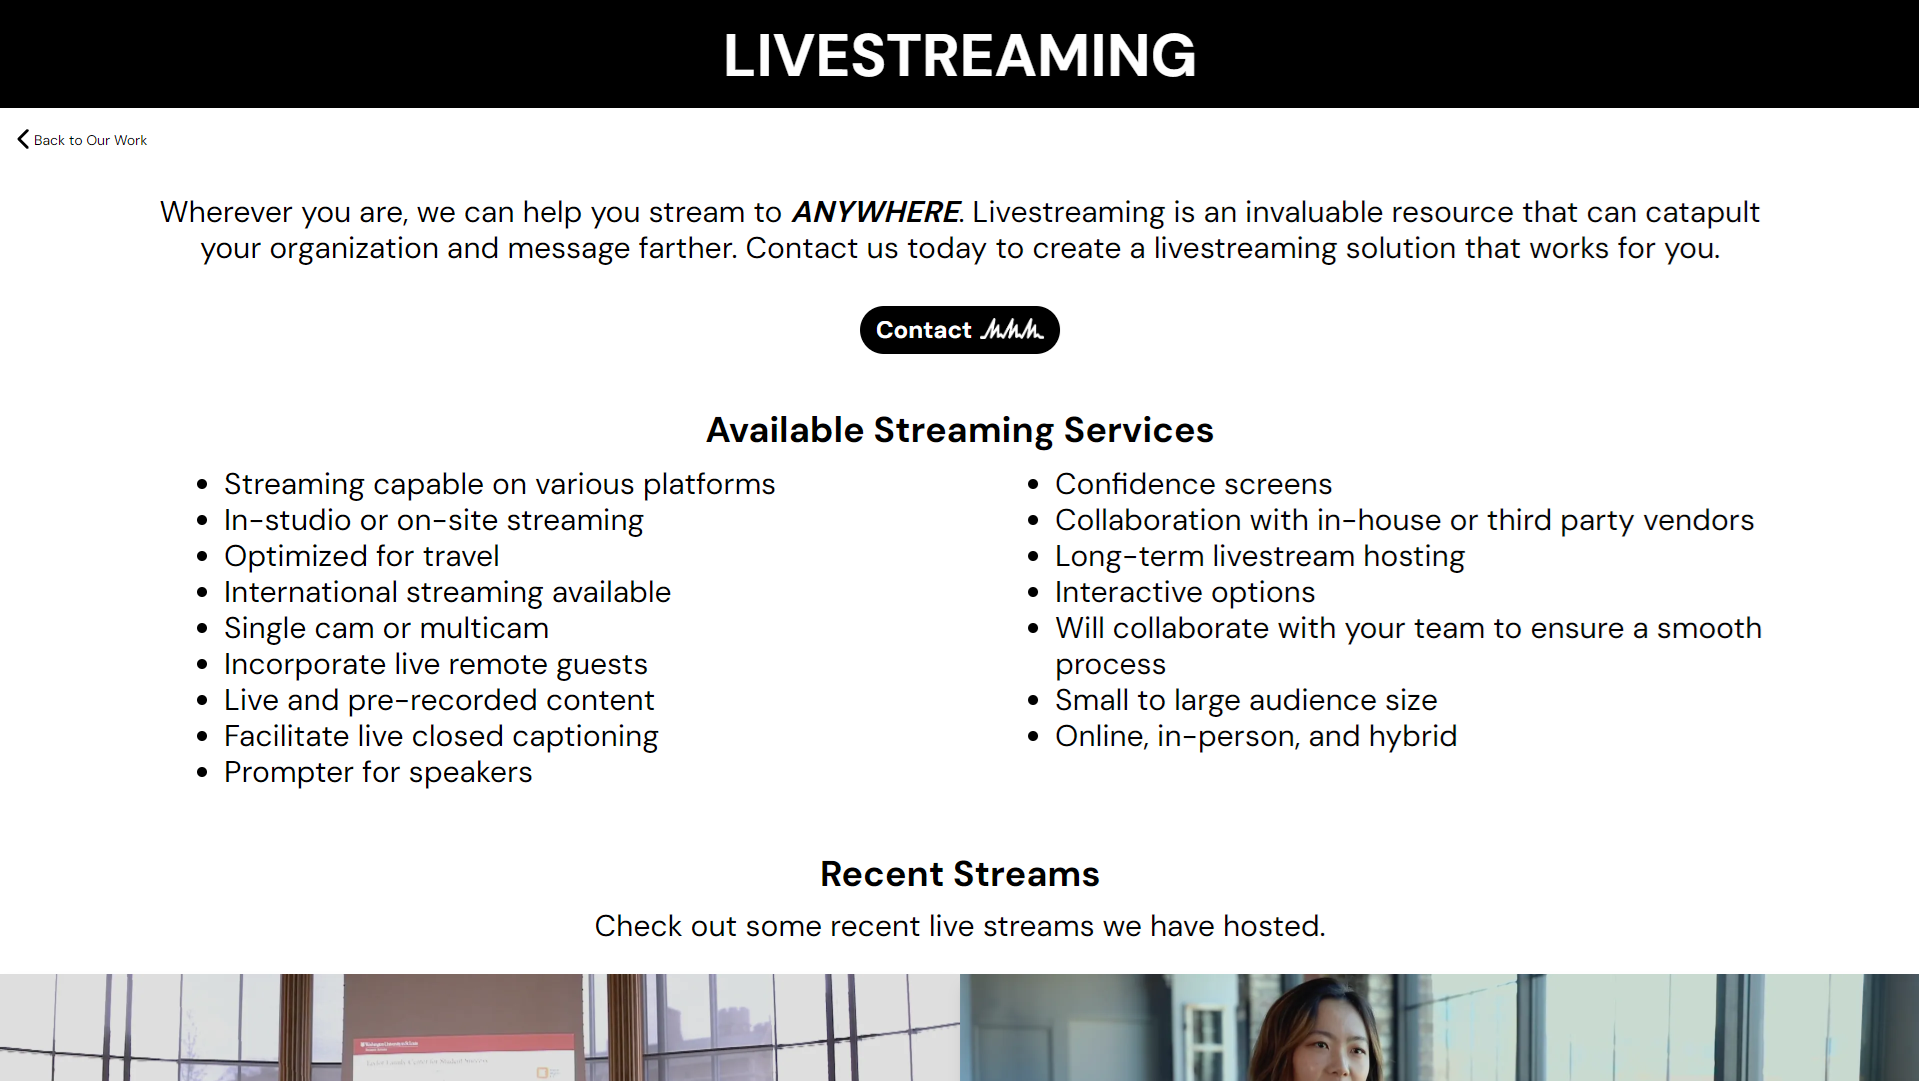 LIVESTREAMING
Back to Our Work
Wherever you are, we can help you stream to ANYWHERE. Livestreaming is an invaluable resource that can catapult
your organization and message farther. Contact us today to create a livestreaming solution that works for you.
Contact
Available Streaming Services
Streaming capable on various platforms
In-studio or on-site streaming
Optimized for travel
International streaming available
Single cam or multicam
Incorporate live remote guests
Live and pre-recorded content
Facilitate live closed captioning
Prompter for speakers
Confidence screens
Collaboration with in-house or third party vendors
Long-term livestream hosting
Interactive options
Will collaborate with your team to ensure a smooth
process
Small to large audience size
Online, in-person, and hybrid
Recent Streams
Check out some recent live streams we have hosted.